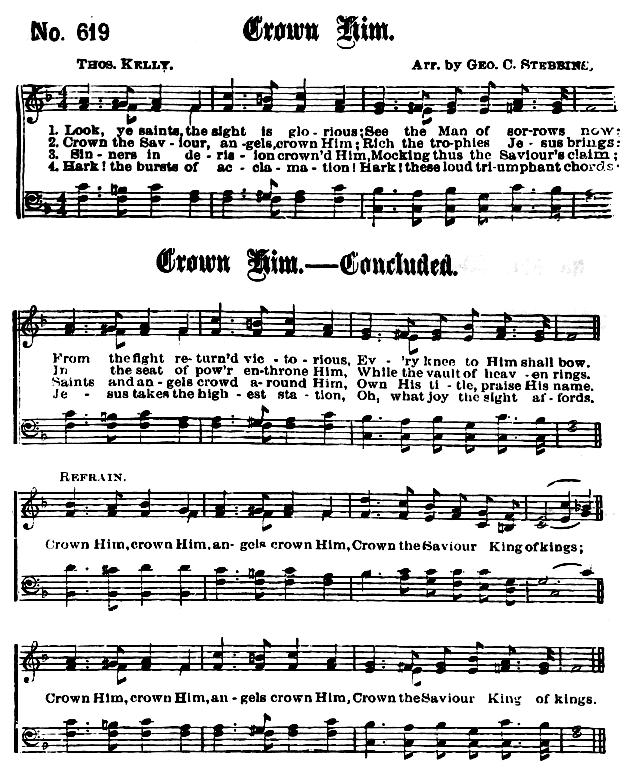 No. 619
Crown Him.
THOS. KELLY.
Arr. by GEO. C. STEBBINS.
1. Look, ye saints, the sight is glo - rious; See the Man of sor - rows now:
2. Crown the Sav - iour, an - gels, crown Him; Rich the tro - phies Je - sus brings:
3. Sin - ners in de - ris - ion crown'd Him, Mocking thus the Saviour's claim;
4. Hark! the bursts of ac - cla - ma - tion! Hark! these loud tri - umphant chords
Crown Him.—Concluded.
From the fight re - turn'd vic - to - rious, Ev - 'ry knee to Him shall bow.
In the seat of pow'r en - throne Him, While the vault of heav - en rings.
Saints and an - gels crowd a - round Him, Own His ti - tle, praise His name.
Je - sus takes the high - est sta - tion, Oh, what joy the sight af - fords.
REFRAIN.
Crown Him, crown Him, an - gels crown Him, Crown the Saviour King of kings;
Crown Him, crown Him, an - gels crown Him, Crown the Saviour King of kings.